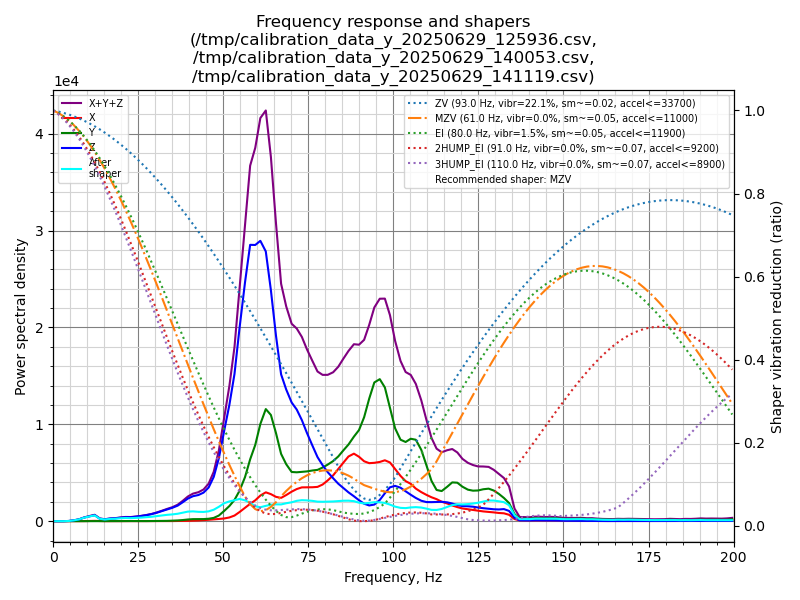 Frequency response and shapers
(/tmp/calibration_data_y_20250629_125936.csv,
/tmp/calibration_data_y_20250629_140053.csv,
/tmp/calibration_data_y_20250629_141119.csv)
1e4
X+Y+Z
X
Y
Z
After
shaper
ZV (93.0 Hz, vibr=22.1%, sm~=0.02, accel<=33700)
MZV (61.0 Hz, vibr=0.0%, sm~=0.05, accel<=11000)
EI (80.0 Hz, vibr=1.5%, sm~=0.05, accel<=11900)
2HUMP_EI (91.0 Hz, vibr=0.0%, sm~=0.07, accel<=9200)
3HUMP_EI (110.0 Hz, vibr=0.0%, sm~=0.07, accel<=8900)
Recommended shaper: MZV
Power spectral density
4
3
2
1
0
1.0
0.8
0.6
0.4
0.2
0.0
Shaper vibration reduction (ratio)
0 25 50 75 100 125 150 175 200
Frequency, Hz